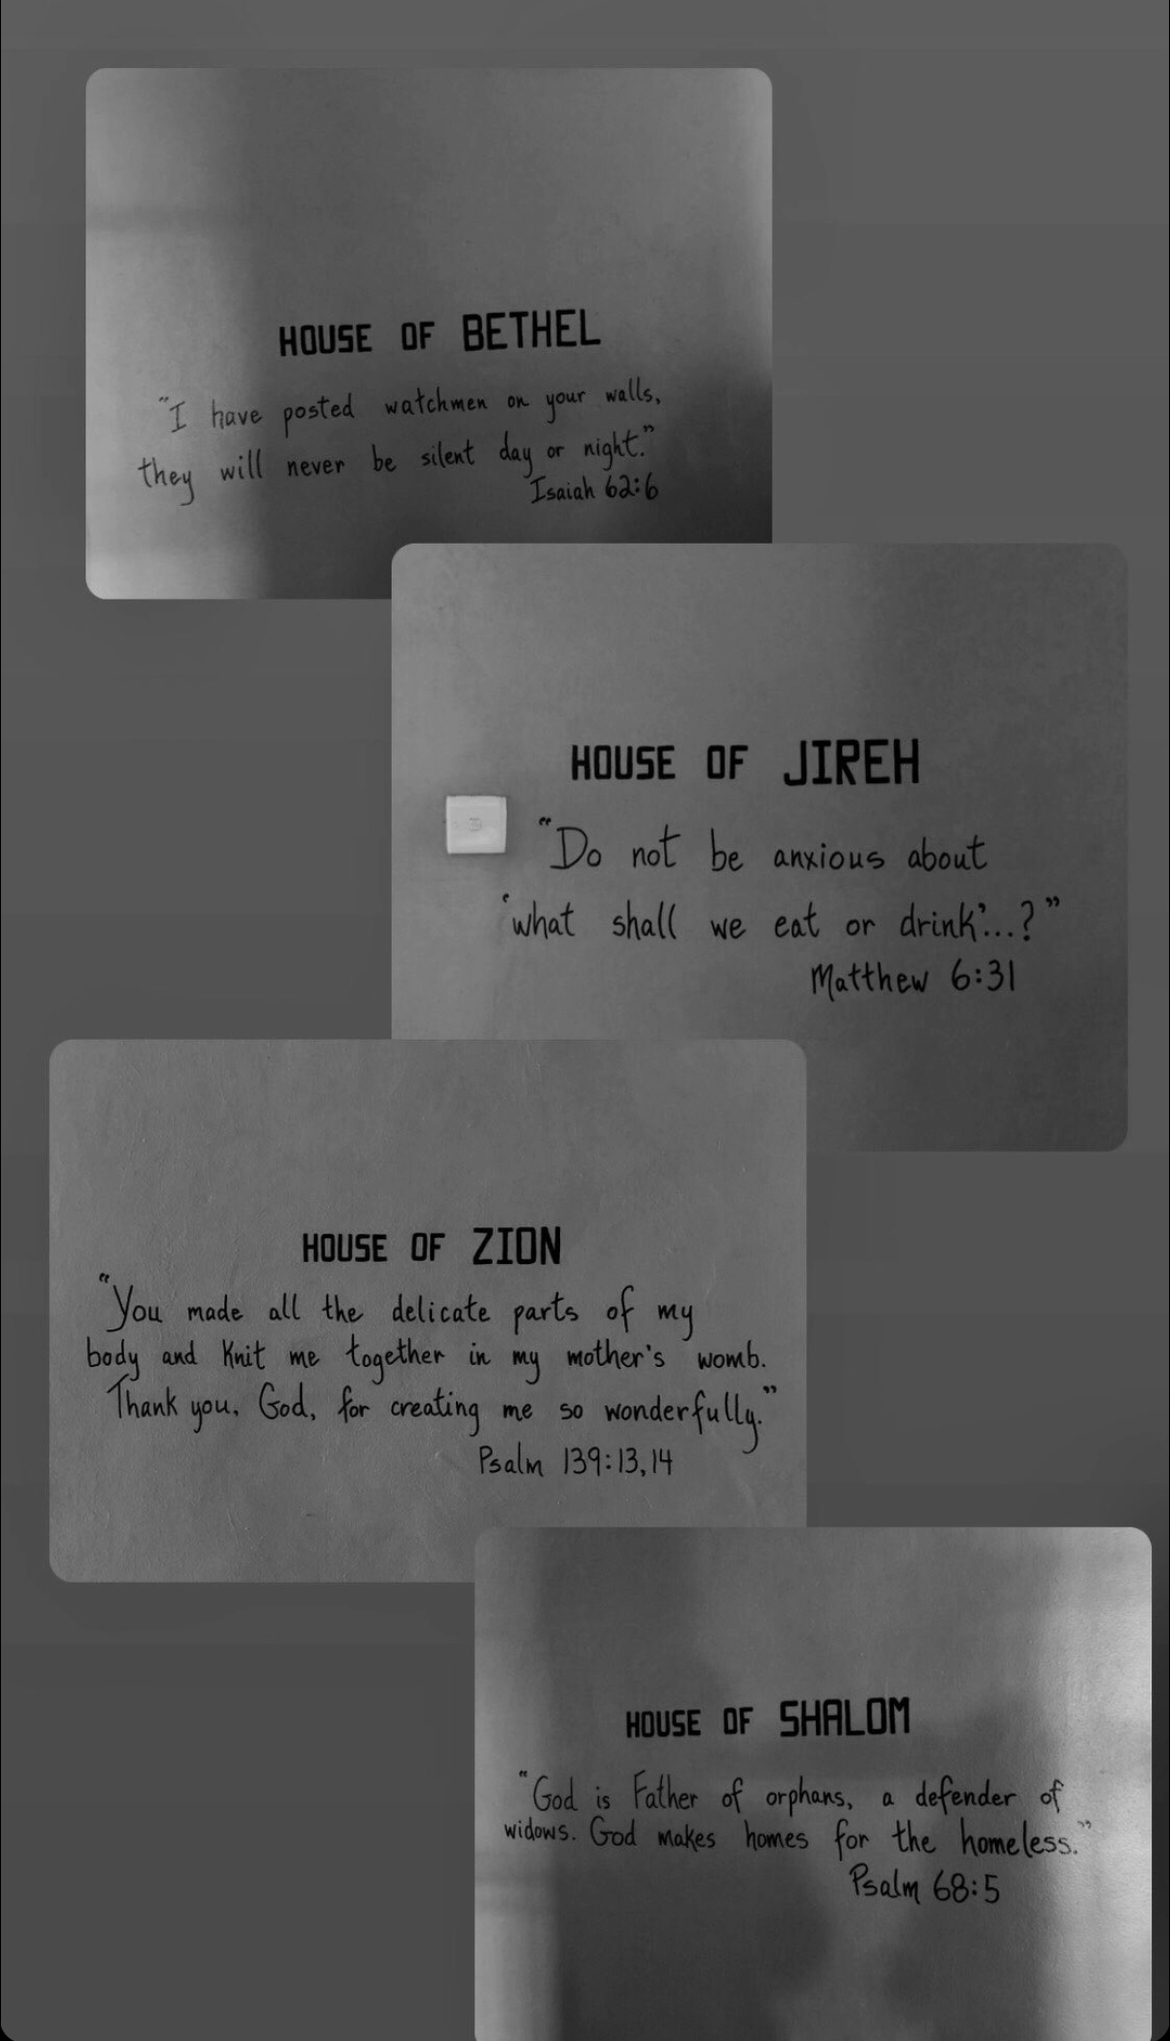 HOUSE OF BETHEL
"I have posted watchmen on your walls,
they will never be silent day or night."
Isaiah 62:6
HOUSE OF JIREH
"Do not be anxious about
'what shall we eat or drink'...?"
Matthew 6:31
HOUSE OF ZION
"You made all the delicate parts of my
body and knit me together in my mother's womb.
Thank you, God, for creating me so wonderfully."
Psalm 139:13,14
HOUSE OF SHALOM
"God is Father of orphans, a defender of
widows. God makes homes for the homeless."
Psalm 68:5